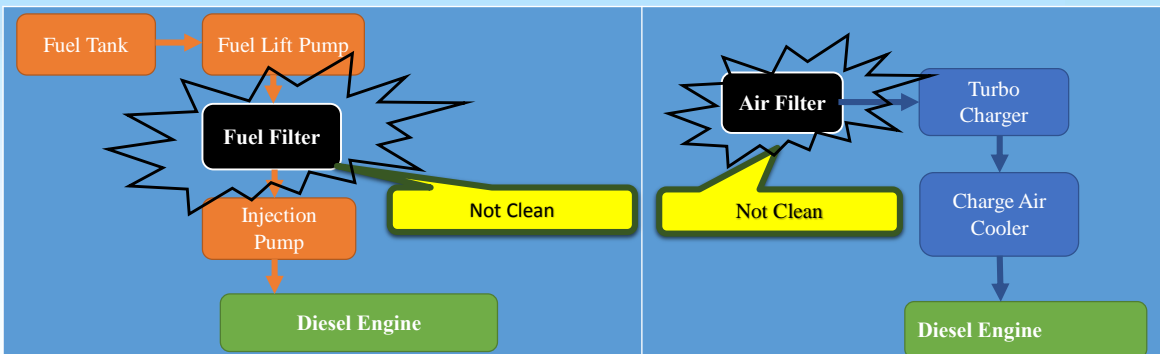 Fuel Tank
Fuel Lift Pump
Fuel Filter
Not Clean
Injection
Pump
Diesel Engine
Air Filter
Turbo
Charger
Not Clean
Charge Air
Cooler
Diesel Engine